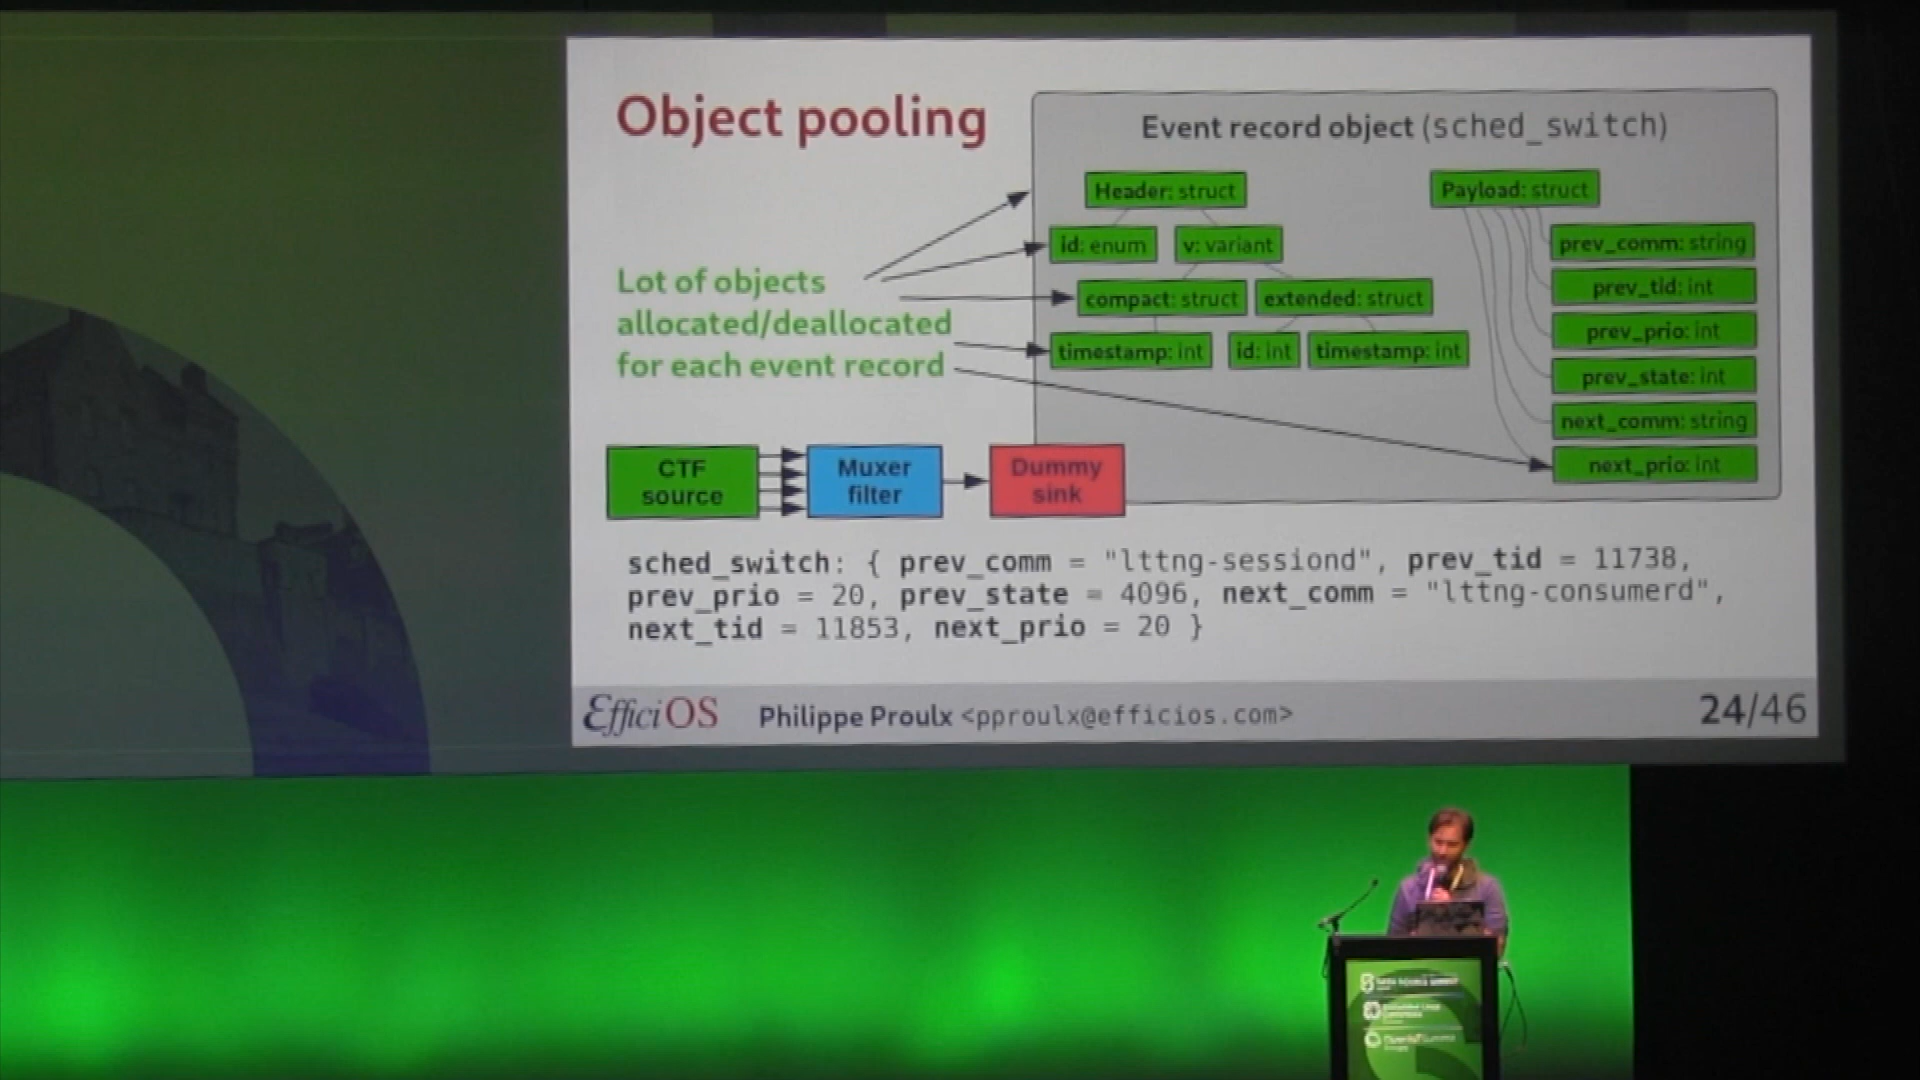 Object pooling
Event record object (sched_switch)
Header: struct
Payload: struct
id: enum
v: variant
prev_comm: string
compact: struct
extended: struct
prev_tid: int
timestamp: int
id: int
timestamp: int
prev_prio: int
prev_state: int
next_comm: string
next_prio: int
Lot of objects
allocated/deallocated
for each event record
CTF
source
Muxer
filter
Dummy
sink
sched_switch: { prev_comm = "lttng-sessiond", prev_tid = 11738,
prev_prio = 20, prev_state = 4096, next_comm = "lttng-consumerd",
next_tid = 11853, next_prio = 20 }
EfficiOS
Philippe Proulx <pproulx@efficios.com>
24/46